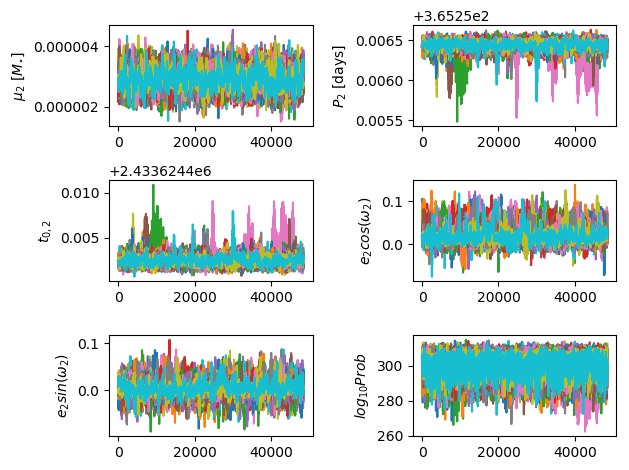 +3.6525e2
μ₂ [M⋆]
0.000004
0.000002
0 20000 40000
P₂ [days]
0.0065
0.0060
0.0055
0 20000 40000
+2.4336244e6
t₀,₂
0.010
0.005
0 20000 40000
e₂cos(ω₂)
0.1
0.0
0 20000 40000
e₂sin(ω₂)
0.1
0.0
0 20000 40000
log₁₀Prob
300
280
260
0 20000 40000